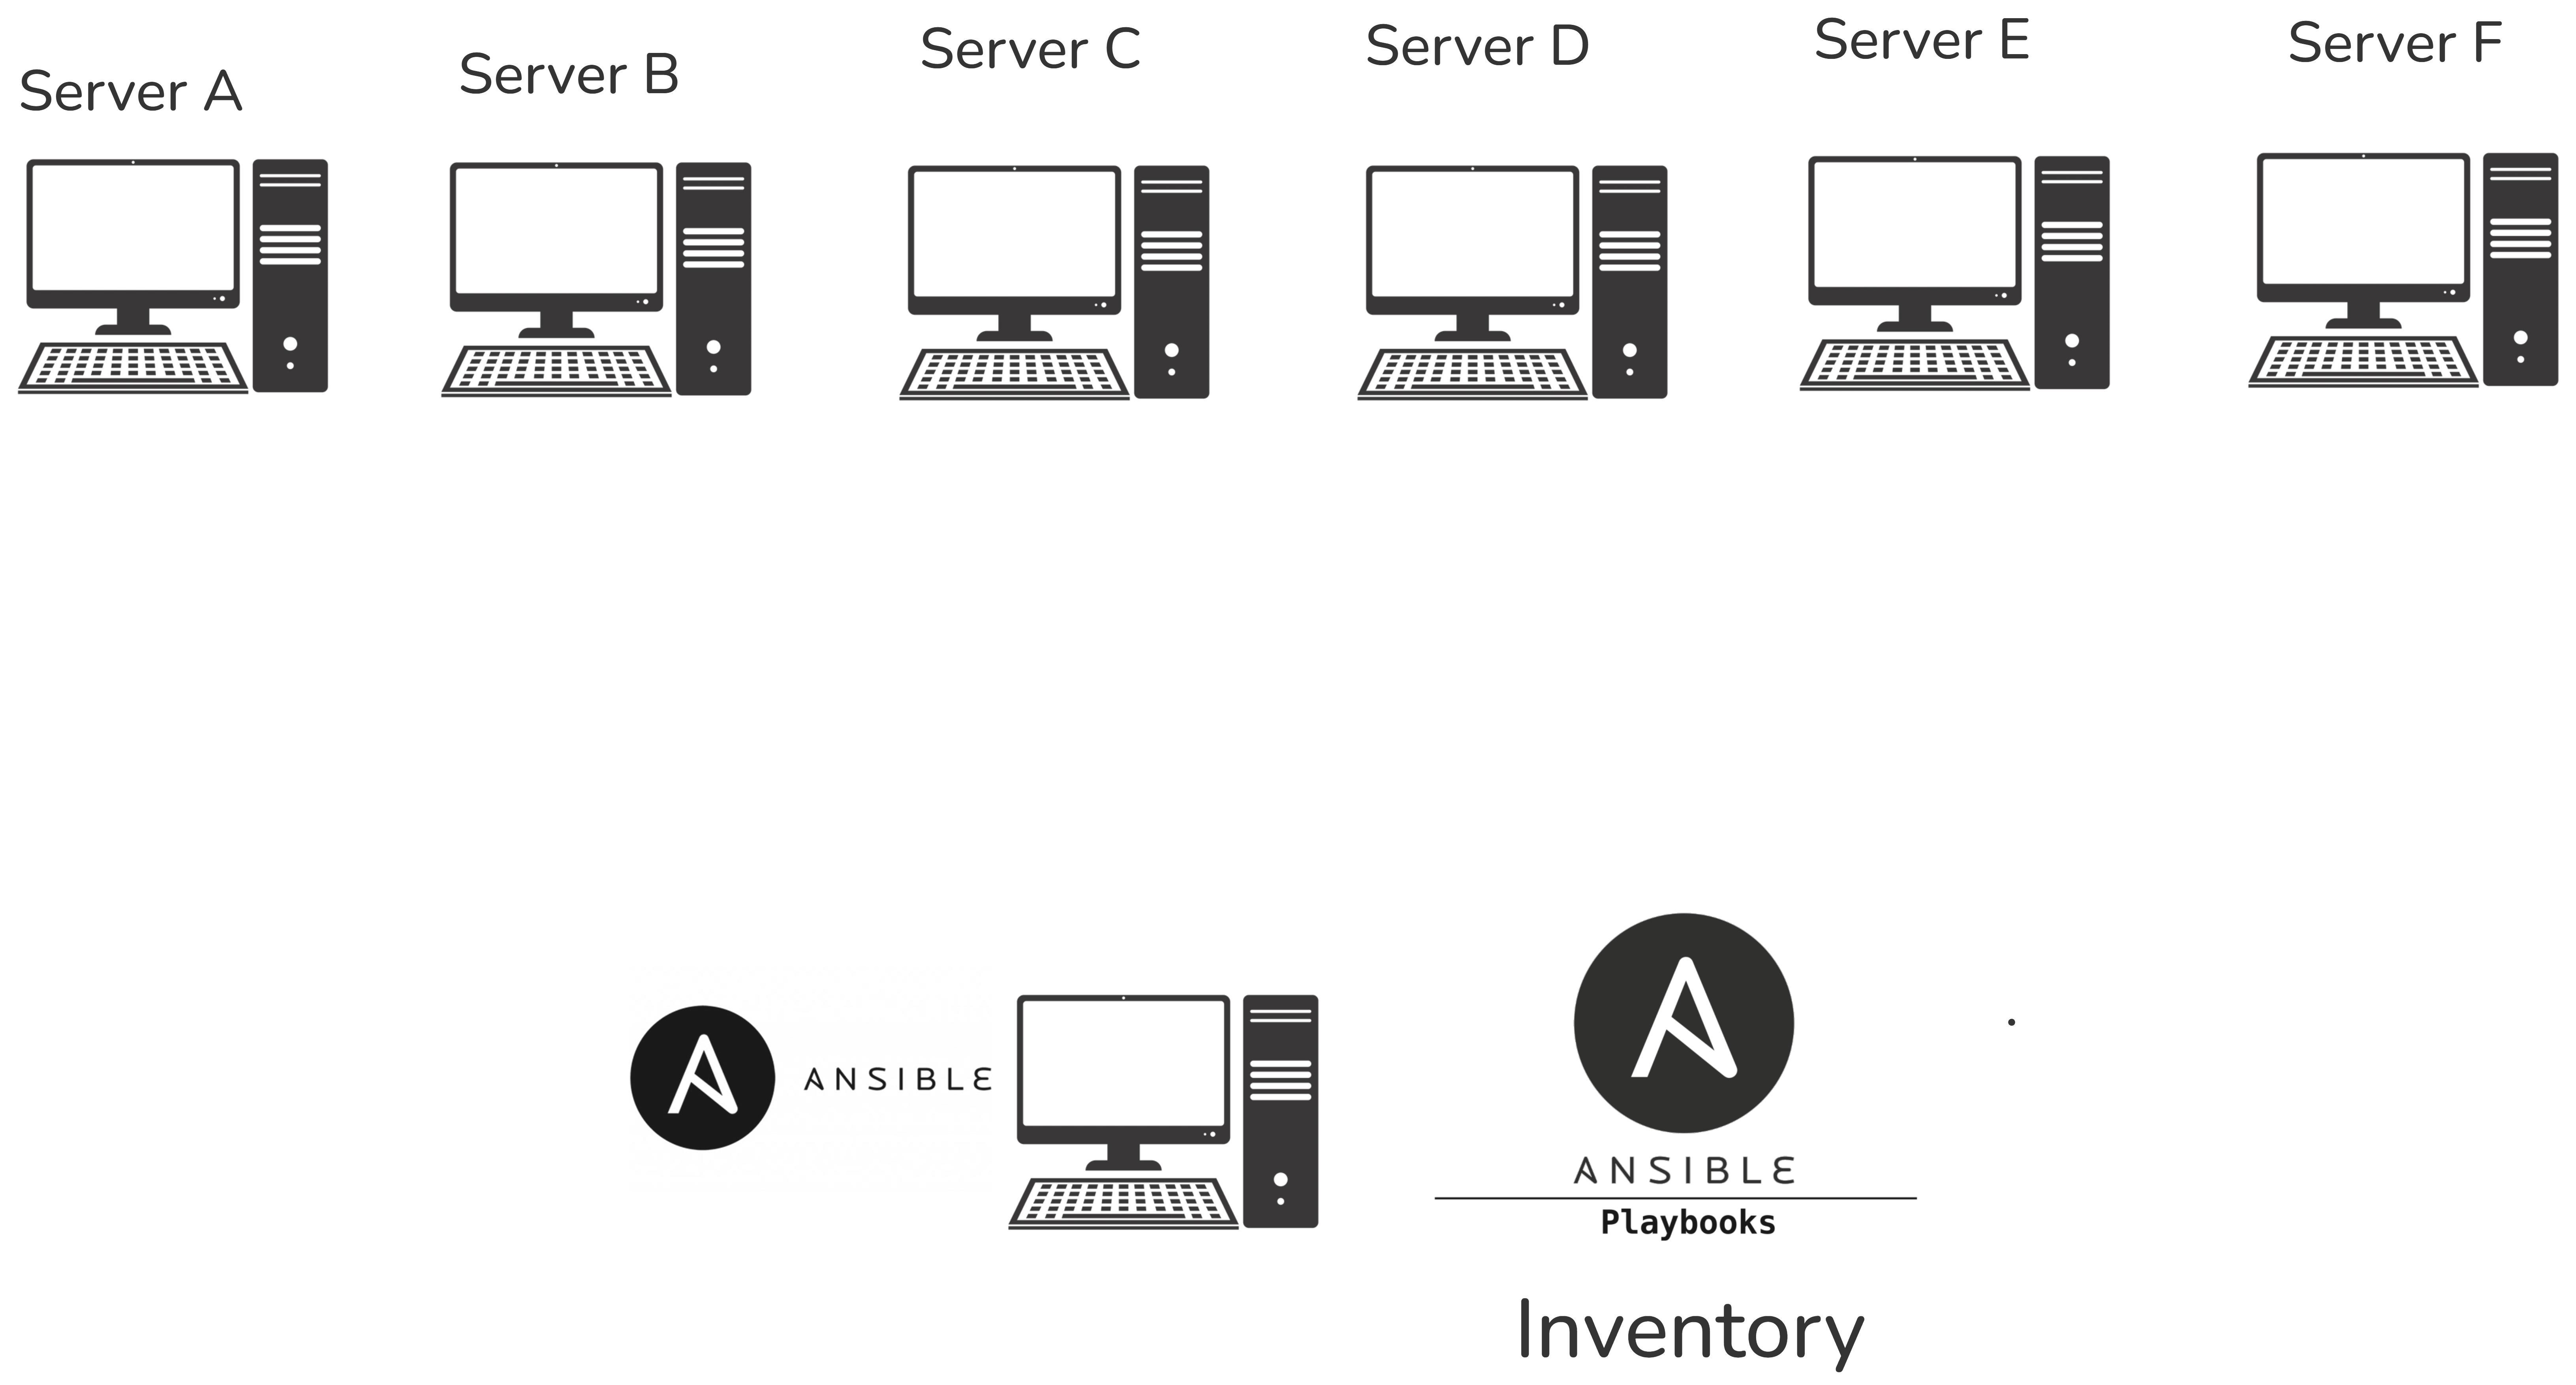 Server A
Server B
Server C
Server D
Server E
Server F
ANSIBLE
ANSIBLE
Playbooks
Inventory